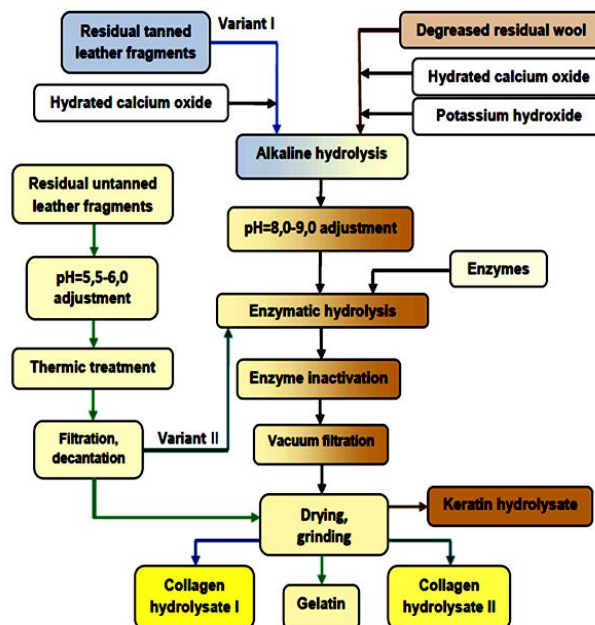 Residual tanned
leather fragments
Variant I
Degreased residual wool
Hydrated calcium oxide
Hydrated calcium oxide
Potassium hydroxide
Alkaline hydrolysis
Residual untanned
leather fragments
pH=8,0-9,0 adjustment
Enzymes
pH=5,5-6,0
adjustment
Enzymatic hydrolysis
Thermic treatment
Enzyme inactivation
Filtration,
decantation
Variant II
Vacuum filtration
Drying,
grinding
Keratin hydrolysate
Collagen
hydrolysate I
Gelatin
Collagen
hydrolysate II